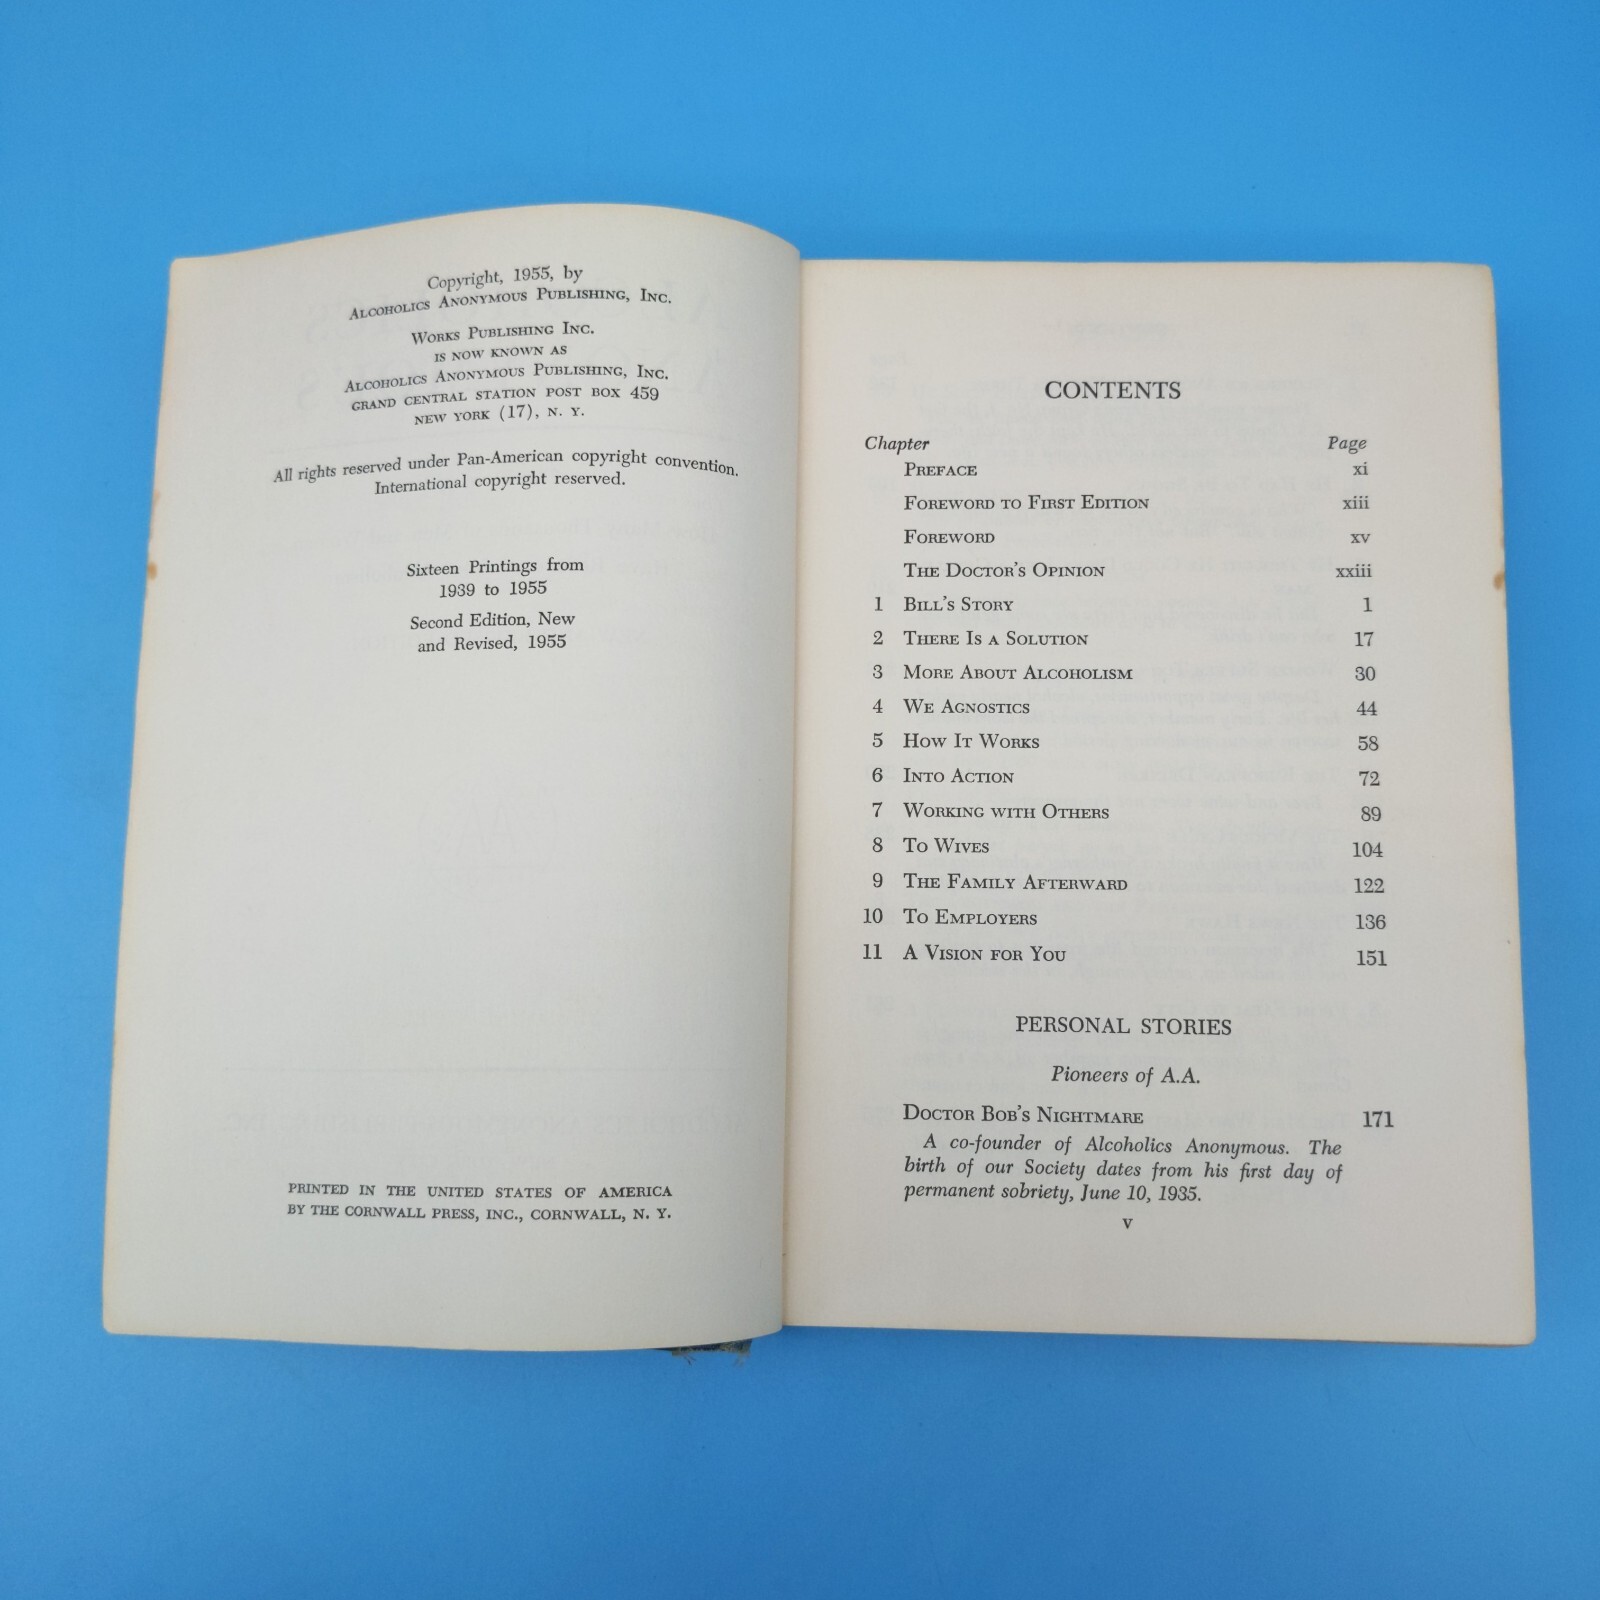 Copyright, 1955, by
Alcoholics Anonymous Publishing, Inc.
Works Publishing Inc.
is now known as
Alcoholics Anonymous Publishing, Inc.
grand central station post box 459
new york (17), n. y.
All rights reserved under Pan-American copyright convention.
International copyright reserved.
Sixteen Printings from
1939 to 1955
Second Edition, New
and Revised, 1955
PRINTED IN THE UNITED STATES OF AMERICA
BY THE CORNWALL PRESS, INC., CORNWALL, N. Y.
CONTENTS
Chapter Page
Preface xi
Foreword to First Edition xiii
Foreword xv
The Doctor's Opinion xxiii
1 Bill's Story 1
2 There Is a Solution 17
3 More About Alcoholism 30
4 We Agnostics 44
5 How It Works 58
6 Into Action 72
7 Working with Others 89
8 To Wives 104
9 The Family Afterward 122
10 To Employers 136
11 A Vision for You 151
PERSONAL STORIES
Pioneers of A.A.
Doctor Bob's Nightmare 171
A co-founder of Alcoholics Anonymous. The
birth of our Society dates from his first day of
permanent sobriety, June 10, 1935.
v